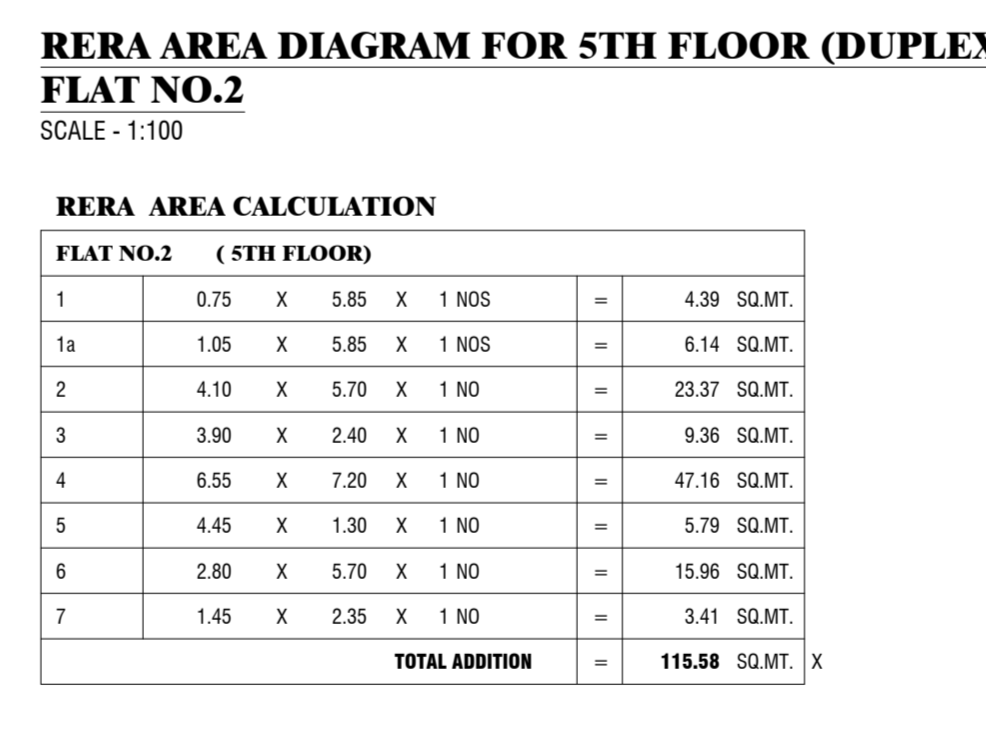 RERA AREA DIAGRAM FOR 5TH FLOOR (DUPLEX
FLAT NO.2
SCALE - 1:100
RERA AREA CALCULATION
FLAT NO.2 ( 5TH FLOOR)
1 0.75 X 5.85 X 1 NOS = 4.39 SQ.MT.
1a 1.05 X 5.85 X 1 NOS = 6.14 SQ.MT.
2 4.10 X 5.70 X 1 NO = 23.37 SQ.MT.
3 3.90 X 2.40 X 1 NO = 9.36 SQ.MT.
4 6.55 X 7.20 X 1 NO = 47.16 SQ.MT.
5 4.45 X 1.30 X 1 NO = 5.79 SQ.MT.
6 2.80 X 5.70 X 1 NO = 15.96 SQ.MT.
7 1.45 X 2.35 X 1 NO = 3.41 SQ.MT.
TOTAL ADDITION = 115.58 SQ.MT. X